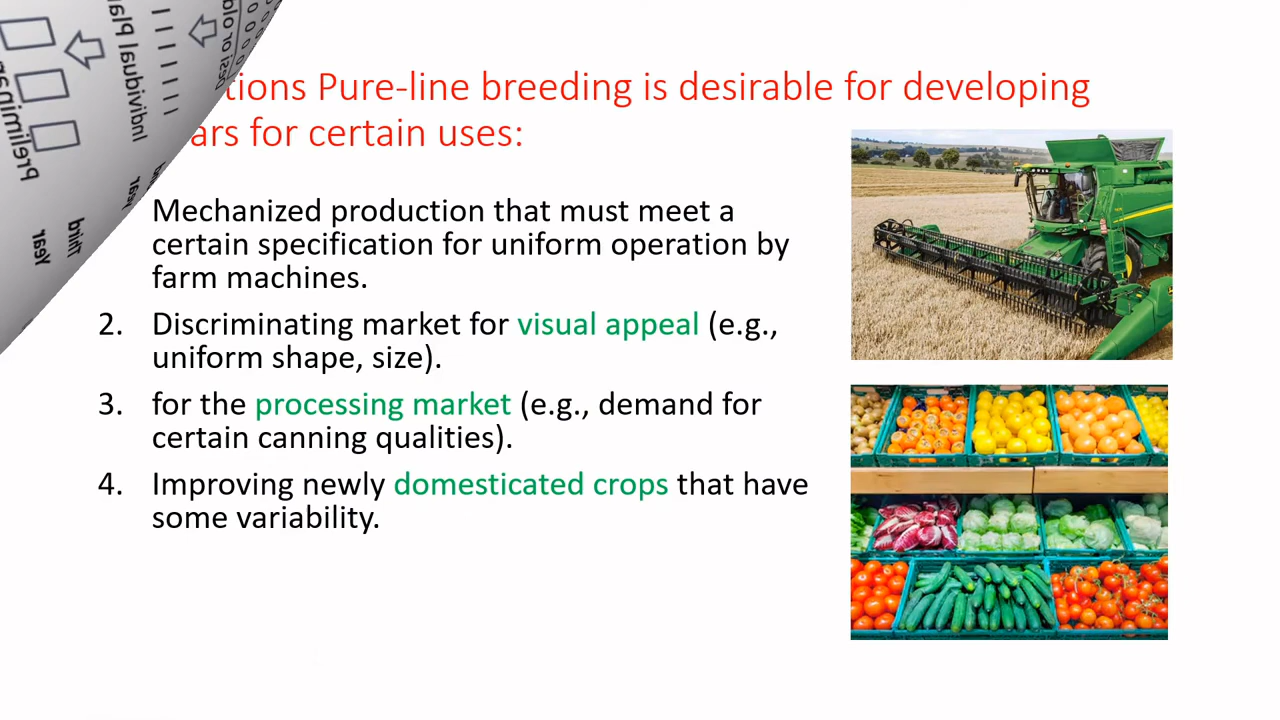 tions Pure-line breeding is desirable for developing
ars for certain uses:
Mechanized production that must meet a
certain specification for uniform operation by
farm machines.
2. Discriminating market for visual appeal (e.g.,
uniform shape, size).
3. for the processing market (e.g., demand for
certain canning qualities).
4. Improving newly domesticated crops that have
some variability.
Individual plan
year
Third
Year